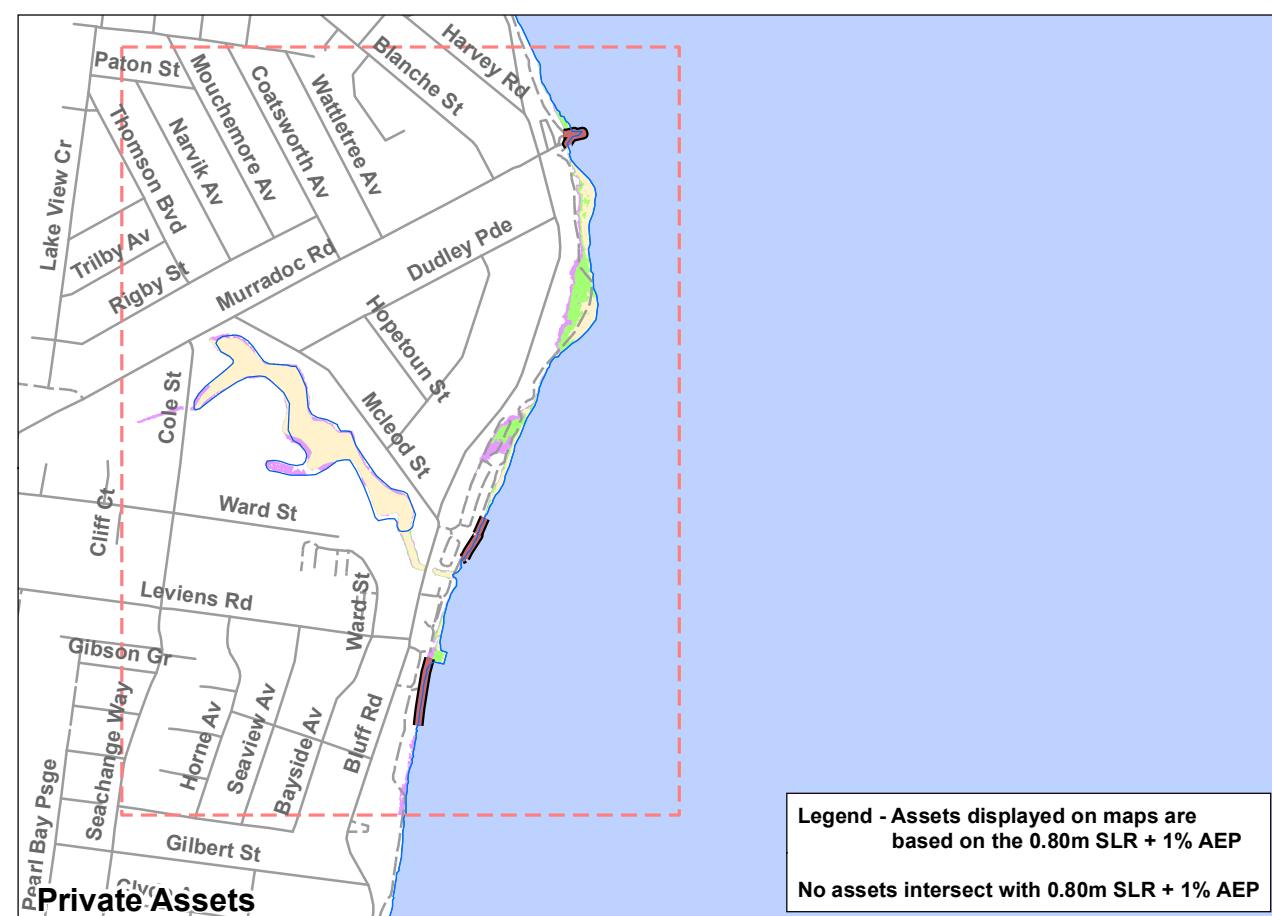 Harvey Rd
Blanche St
Paton St
Mouchemore Av
Coatsworth Av
Wattletree Av
Thomson Bvd
Narvik Av
Lake View Cr
Trilby Av
Rigby St
Murradoc Rd
Dudley Pde
Hopetoun St
Mcleod St
Cole St
Cliff Ct
Ward St
Leviens Rd
Ward St
Gibson Gr
Seachange Way
Horne Av
Seaview Av
Bayside Av
Bluff Rd
Pearl Bay Psge
Gilbert St
Private Assets
Legend - Assets displayed on maps are
based on the 0.80m SLR + 1% AEP
No assets intersect with 0.80m SLR + 1% AEP